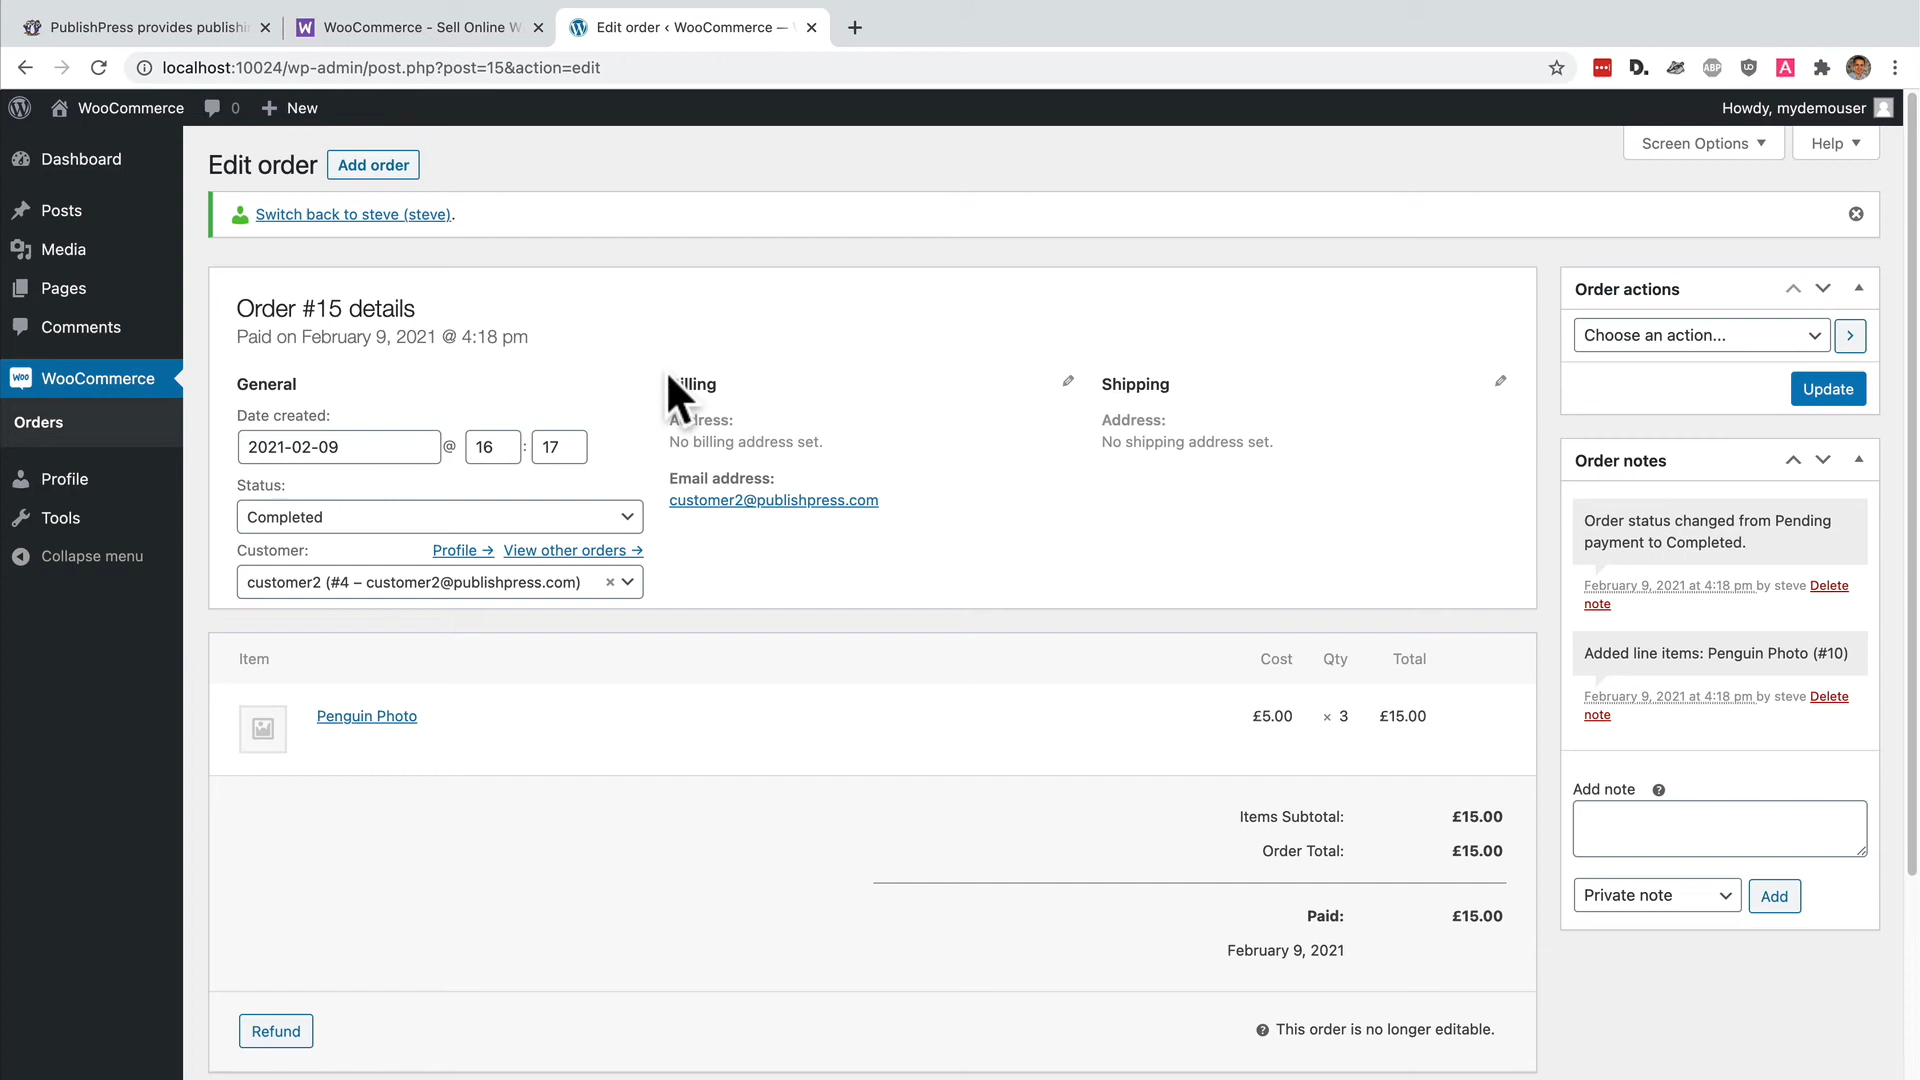 PublishPress provides publishi
WooCommerce - Sell Online W
Edit order ‹ WooCommerce —
localhost:10024/wp-admin/post.php?post=15&action=edit
D.
ABP
A
WooCommerce
0
New
Howdy, mydemouser
Dashboard
Posts
Media
Pages
Comments
WooCommerce
Orders
Profile
Tools
Collapse menu
Screen Options
Help
Edit order
Add order
Switch back to steve (steve).
Order #15 details
Paid on February 9, 2021 @ 4:18 pm
General
Date created:
2021-02-09 @ 16 : 17
Status:
Completed
Customer: Profile → View other orders →
customer2 (#4 – customer2@publishpress.com) ×
illing
Address:
No billing address set.
Email address:
customer2@publishpress.com
Shipping
Address:
No shipping address set.
Item Cost Qty Total
Penguin Photo £5.00 × 3 £15.00
Items Subtotal: £15.00
Order Total: £15.00
Paid: £15.00
February 9, 2021
Refund
This order is no longer editable.
Order actions
Choose an action...
Update
Order notes
Order status changed from Pending
payment to Completed.
February 9, 2021 at 4:18 pm by steve Delete
note
Added line items: Penguin Photo (#10)
February 9, 2021 at 4:18 pm by steve Delete
note
Add note
Private note
Add